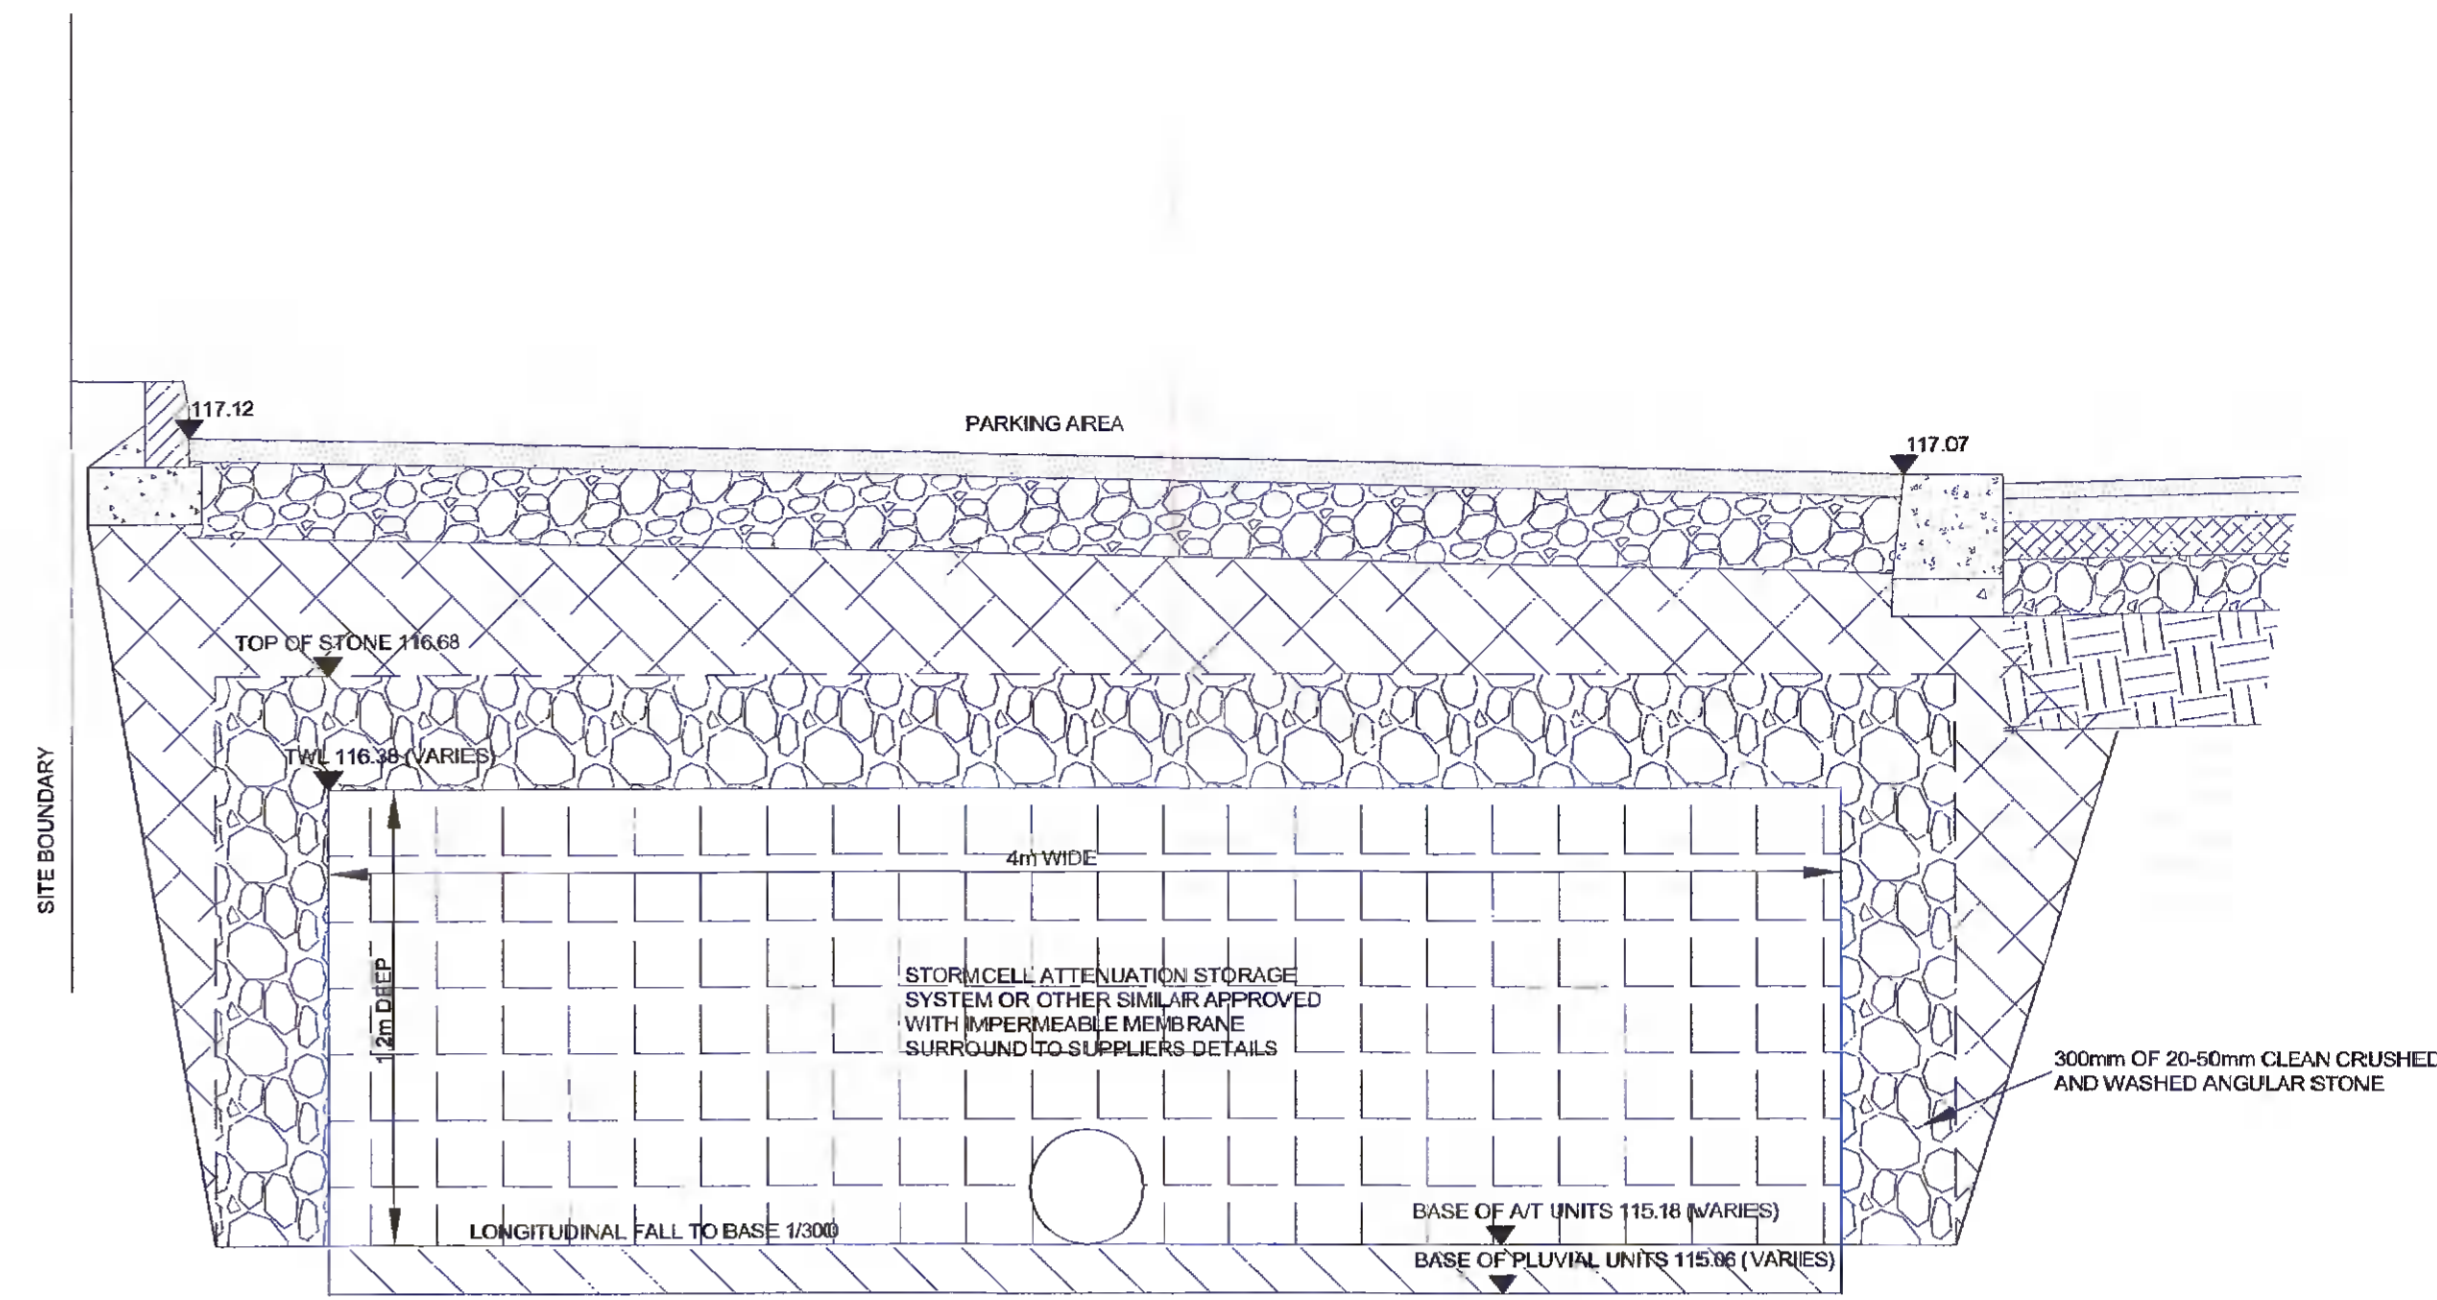 117.12
PARKING AREA
117.07
TOP OF STONE 116.68
TWL 116.38 (VARIES)
SITE BOUNDARY
4m WIDE
1.2m DEEP
STORMCELL ATTENUATION STORAGE
SYSTEM OR OTHER SIMILAIR APPROVED
WITH IMPERMEABLE MEMBRANE
SURROUND TO SUPPLIERS DETAILS
300mm OF 20-50mm CLEAN CRUSHED
AND WASHED ANGULAR STONE
BASE OF A/T UNITS 115.18 (VARIES)
LONGITUDINAL FALL TO BASE 1/300
BASE OF PLUVIAL UNITS 115.06 (VARIES)